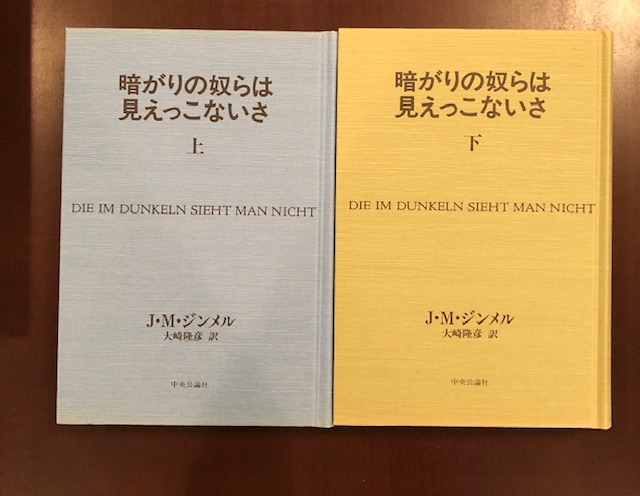 暗がりの奴らは
見えっこないさ
上
DIE IM DUNKELN SIEHT MAN NICHT
J・M・ジンメル
大崎隆彦 訳
中央公論社
暗がりの奴らは
見えっこないさ
下
DIE IM DUNKELN SIEHT MAN NICHT
J・M・ジンメル
大崎隆彦 訳
中央公論社